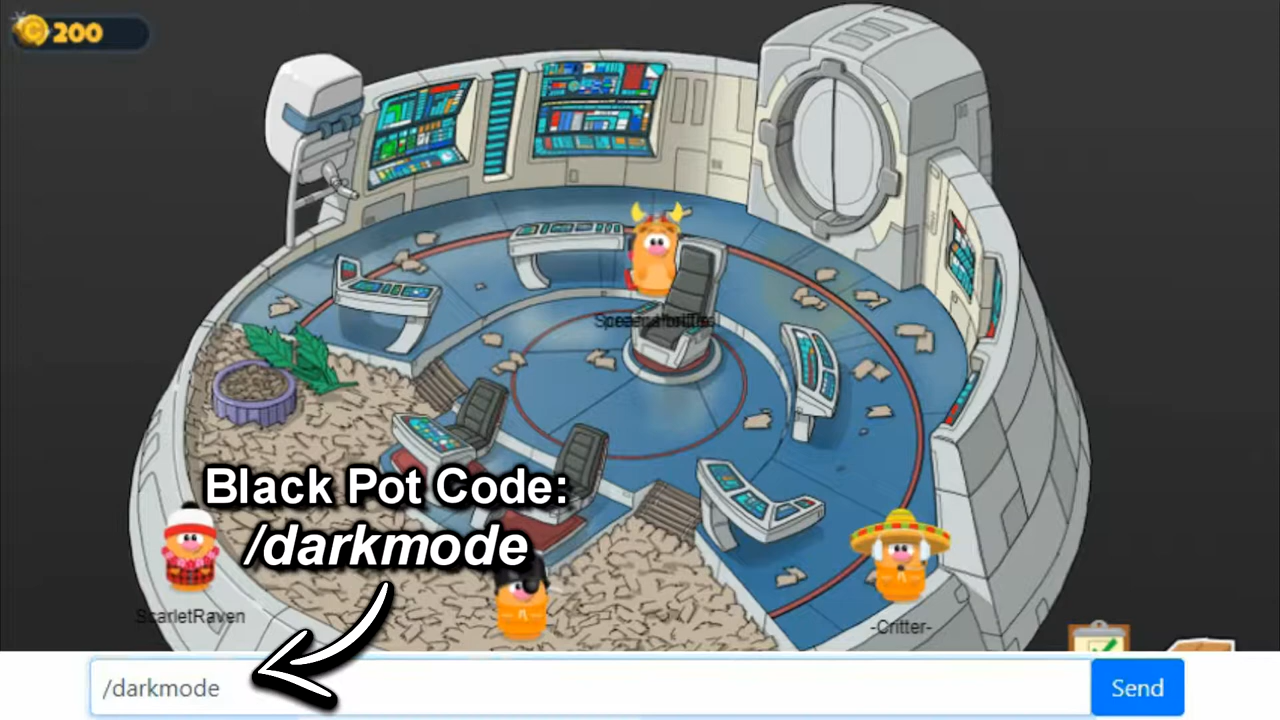 200
Black Pot Code:
/darkmode
ScarletRaven
-Critter-
/darkmode
Send